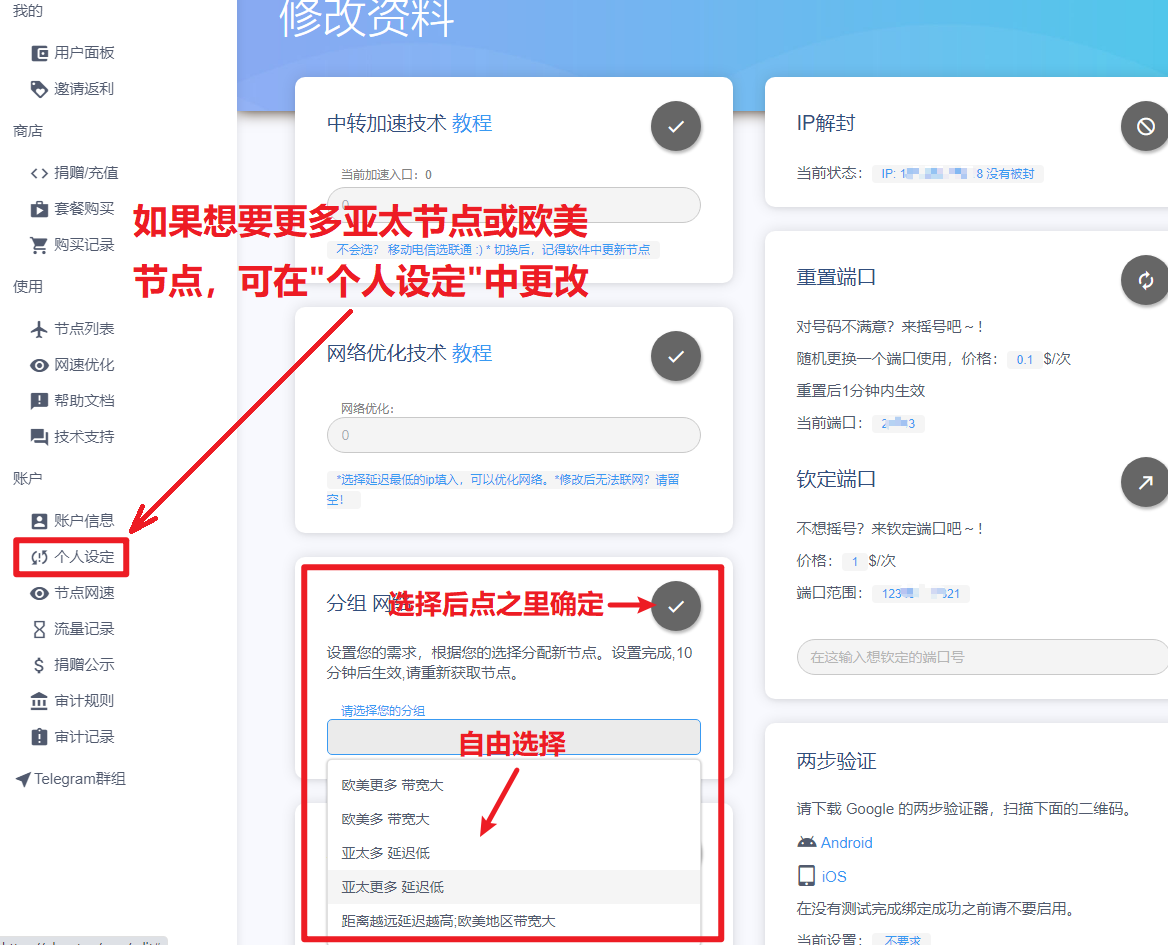 我的
用户面板
邀请返利
商店
捐赠/充值
套餐购买
购买记录
使用
节点列表
网速优化
帮助文档
技术支持
账户
账户信息
个人设定
节点网速
流量记录
捐赠公示
审计规则
审计记录
Telegram群组
修改资料
中转加速技术 教程
当前加速入口：0
0
不会选？ 移动电信选联通 :) * 切换后，记得软件中更新节点
如果想要更多亚太节点或欧美
节点，可在"个人设定"中更改
网络优化技术 教程
网络优化:
0
*选择延迟最低的ip填入，可以优化网络。*修改后无法联网？请留
空！
分组 网络
选择后点之里确定
设置您的需求，根据您的选择分配新节点。设置完成,10
分钟后生效,请重新获取节点。
请选择您的分组
自由选择
欧美更多 带宽大
欧美多 带宽大
亚太多 延迟低
亚太更多 延迟低
距离越远延迟越高;欧美地区带宽大
IP解封
当前状态： IP: 1 8 没有被封
重置端口
对号码不满意？来摇号吧～！
随机更换一个端口使用，价格： 0.1 $/次
重置后1分钟内生效
当前端口： 2 3
钦定端口
不想摇号？来钦定端口吧～！
价格： 1 $/次
端口范围： 123 21
在这输入想钦定的端口号
两步验证
请下载 Google 的两步验证器，扫描下面的二维码。
Android
iOS
在没有测试完成绑定成功之前请不要启用。
当前设置： 不要求